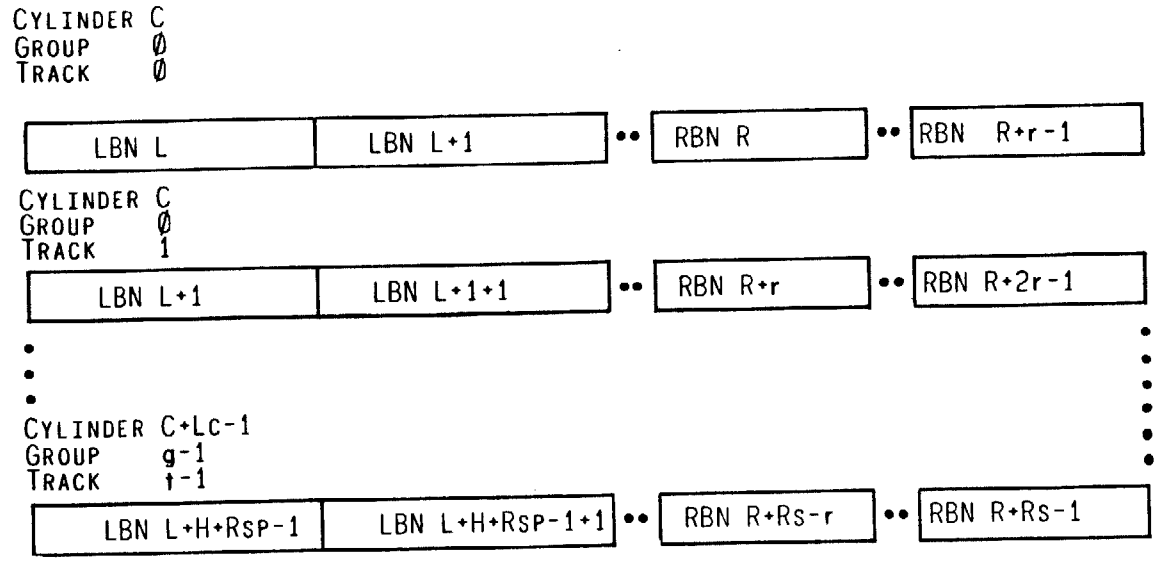 CYLINDER C
GROUP Ø
TRACK Ø
LBN L LBN L+1 •• RBN R •• RBN R+r-1
CYLINDER C
GROUP Ø
TRACK 1
LBN L+1 LBN L+1+1 •• RBN R+r •• RBN R+2r-1
CYLINDER C+LC-1
GROUP g-1
TRACK t-1
LBN L+H+RSP-1 LBN L+H+RSP-1+1 •• RBN R+RS-r •• RBN R+RS-1